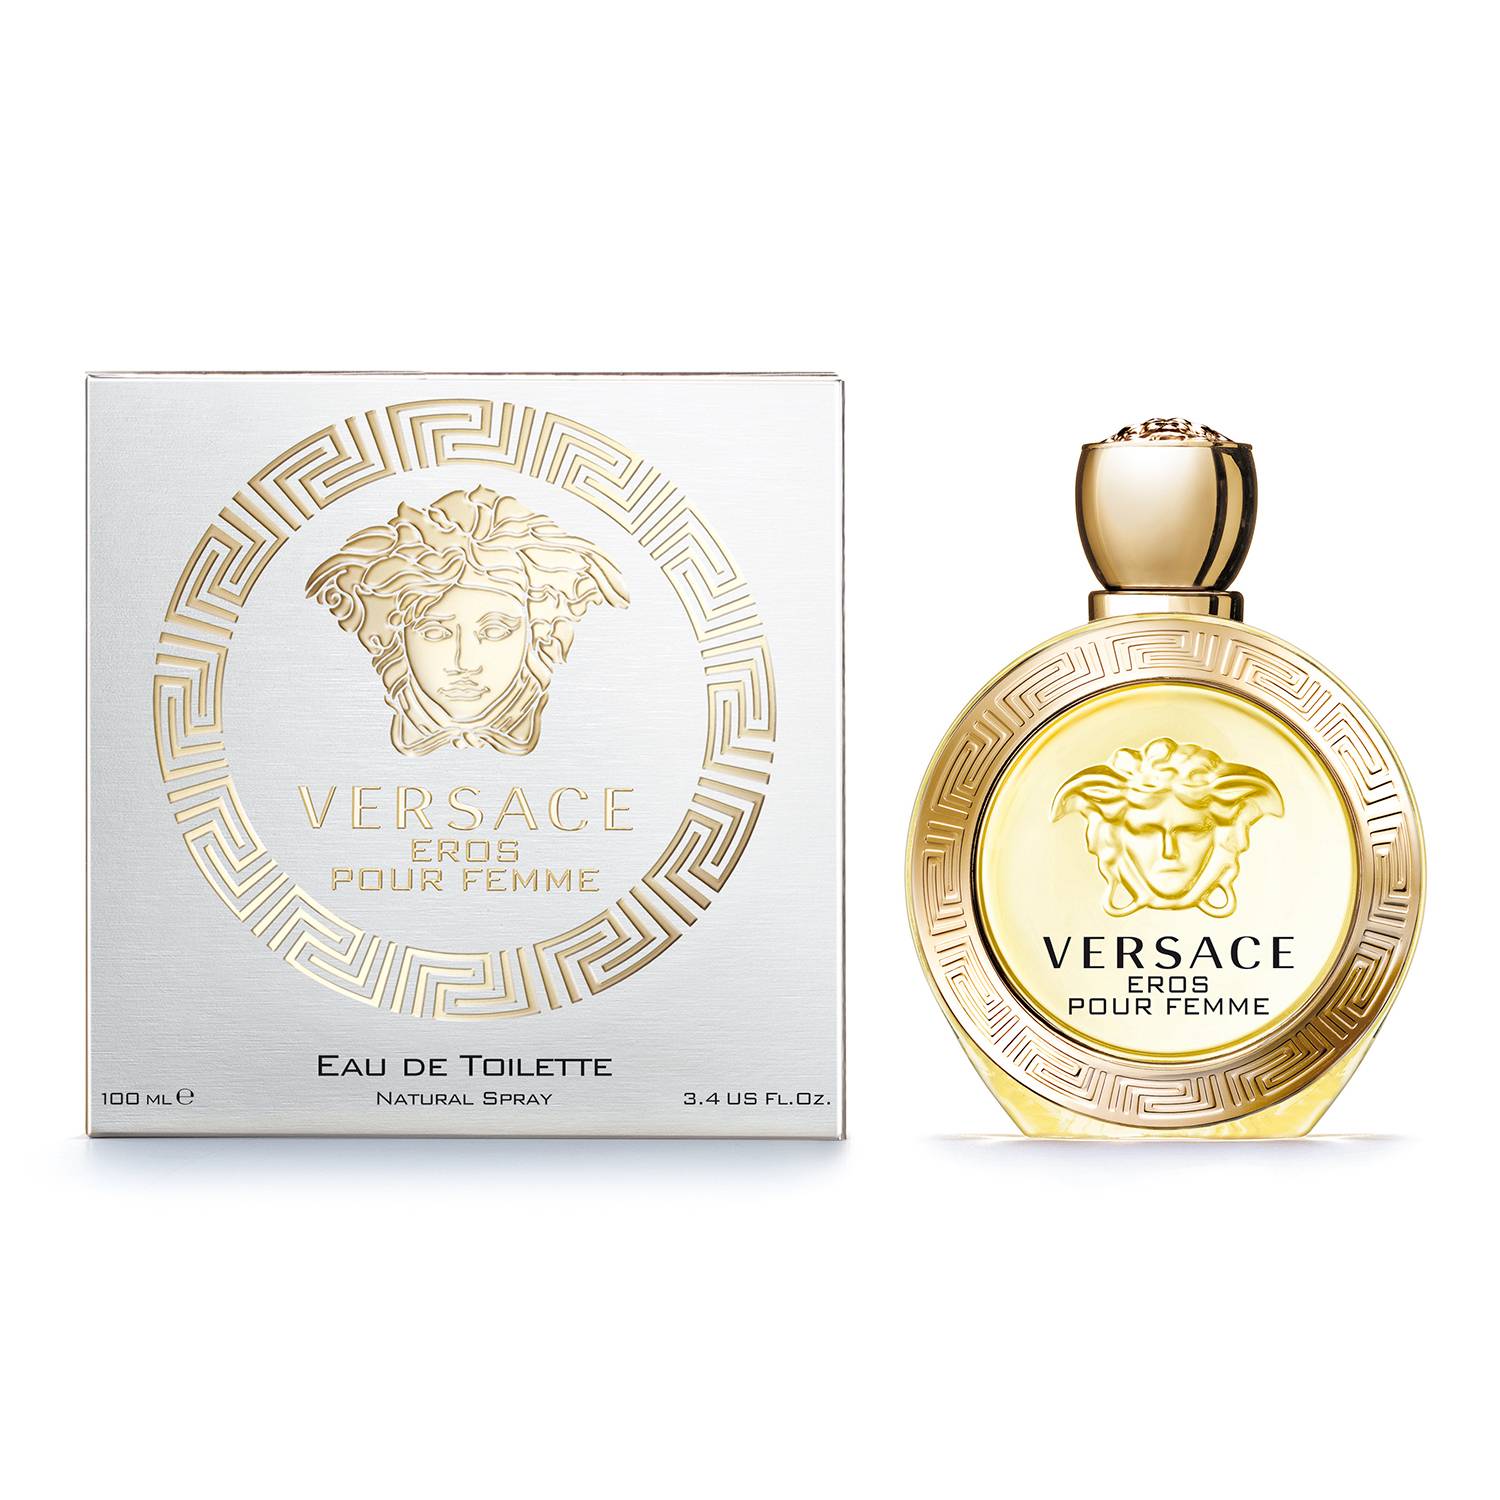 VERSACE
EROS
POUR FEMME
EAU DE TOILETTE
100 ML ℮
NATURAL SPRAY
3.4 US FL.OZ.
VERSACE
EROS
POUR FEMME